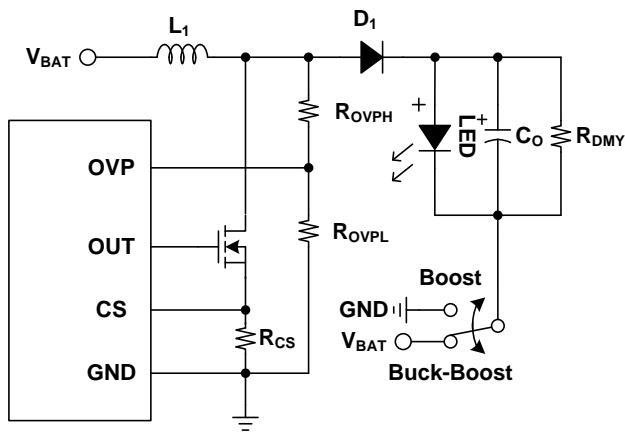 L1
D1
VBAT
ROVPH
+
LED
+
CO
RDMY
OVP
ROVPL
OUT
Boost
CS
GND
RCS
VBAT
GND
Buck-Boost